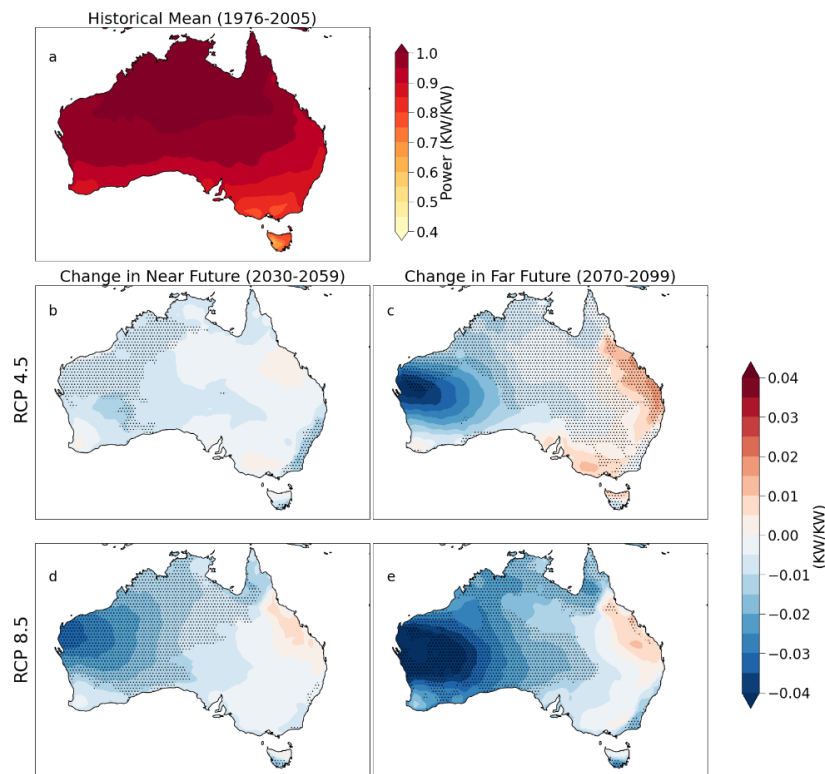 Historical Mean (1976-2005)
a
1.0
0.9
0.8
0.7
0.6
0.5
0.4
Power (KW/KW)
Change in Near Future (2030-2059)
Change in Far Future (2070-2099)
RCP 4.5
b
c
RCP 8.5
d
e
0.04
0.03
0.02
0.01
0.00
−0.01
−0.02
−0.03
−0.04
(KW/KW)